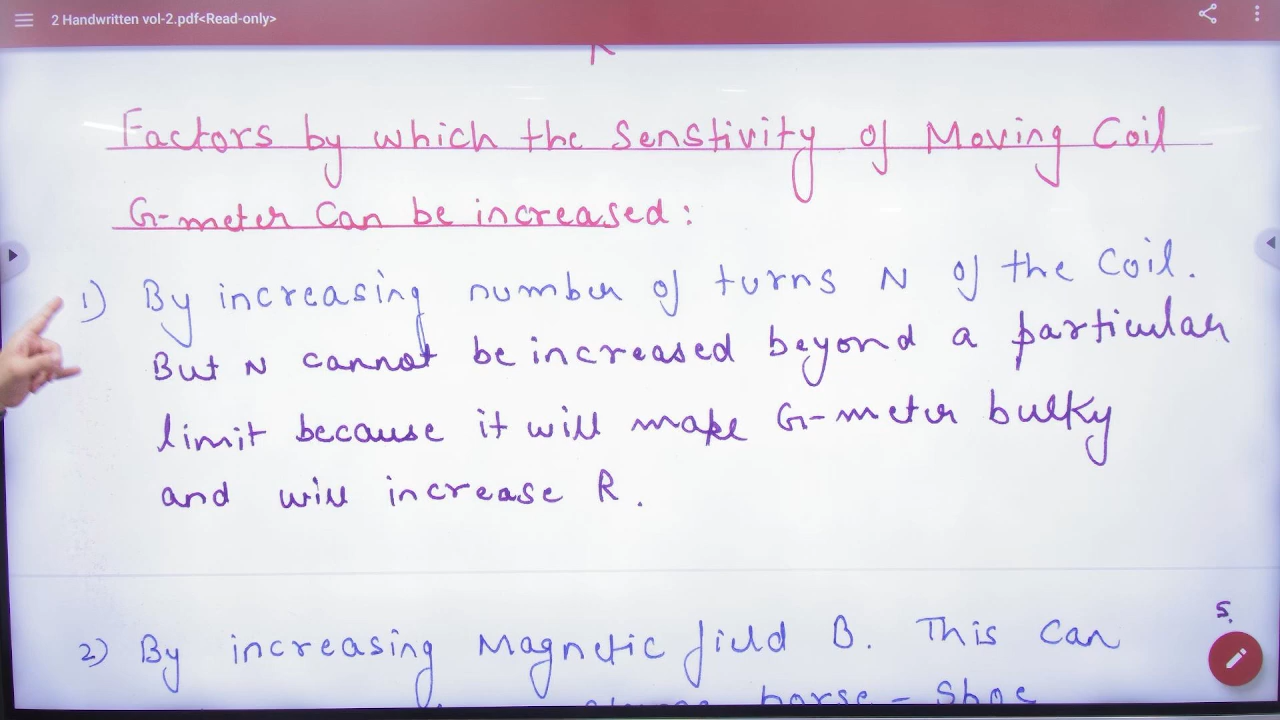 2 Handwritten vol-2.pdf<Read-only>
Factors by which the Senstivity of Moving Coil
G-meter Can be increased:
1) By increasing number of turns N of the Coil.
But N cannot be increased beyond a particular
limit because it will make G-meter bulky
and will increase R.
5.
2) By increasing Magnetic field B. This can
horse - Shoe